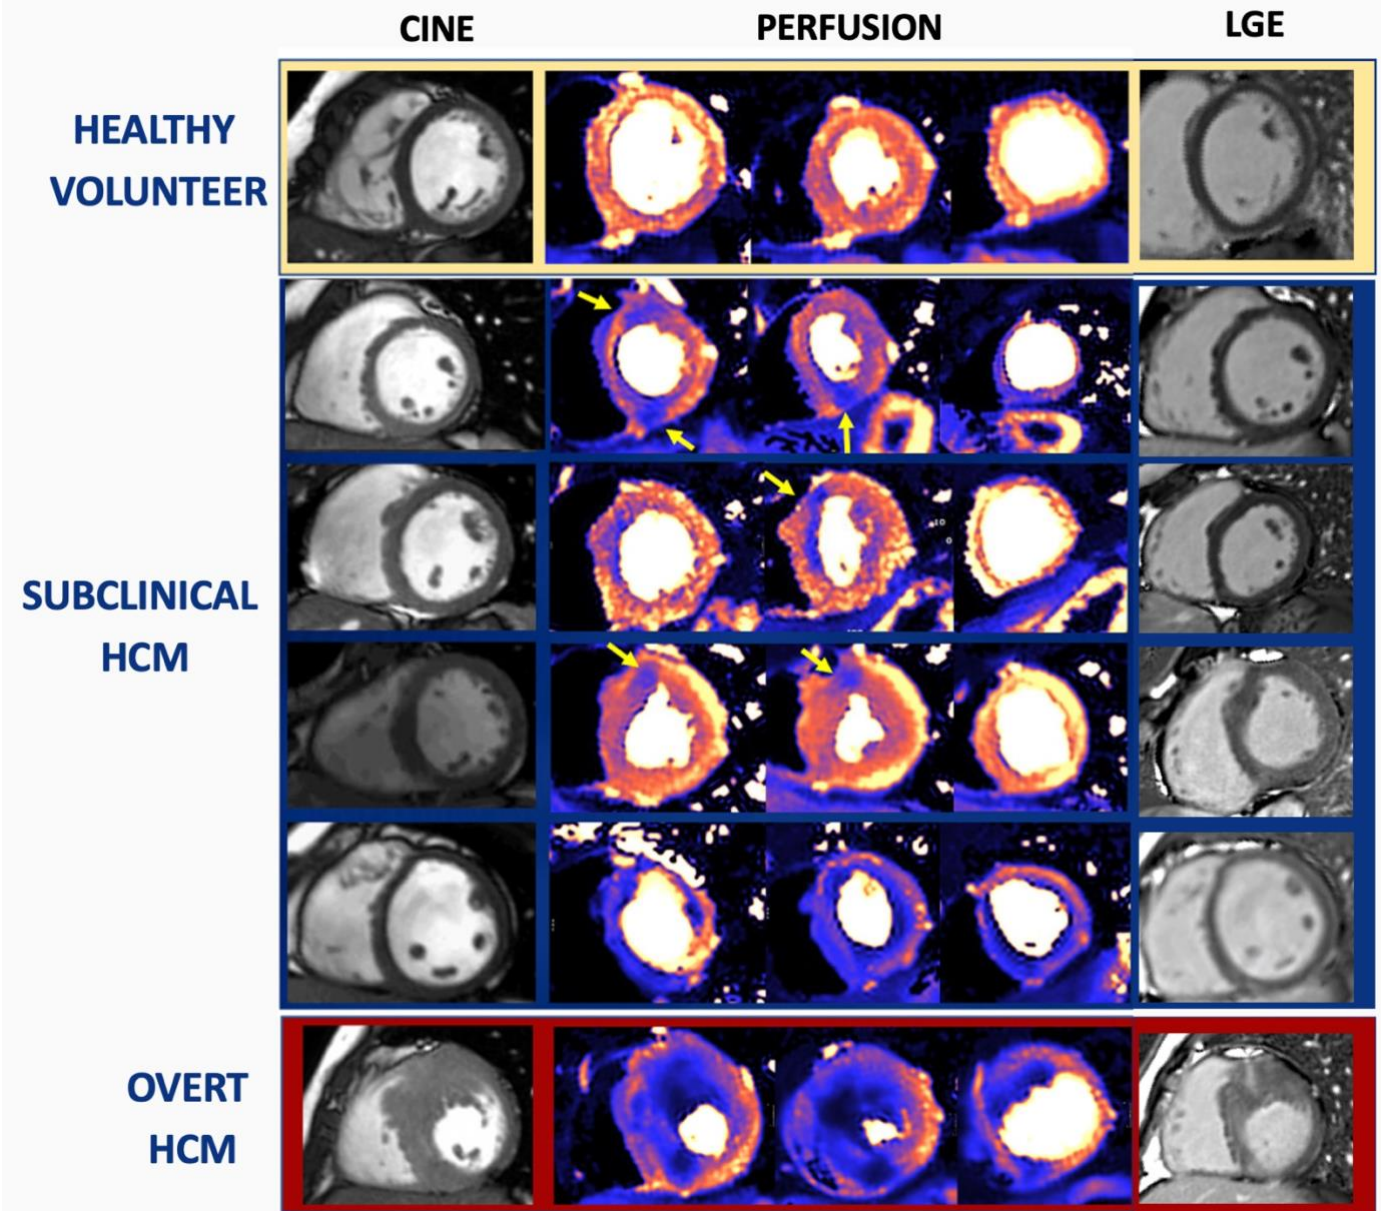 CINE
PERFUSION
LGE
HEALTHY
VOLUNTEER
SUBCLINICAL
HCM
OVERT
HCM